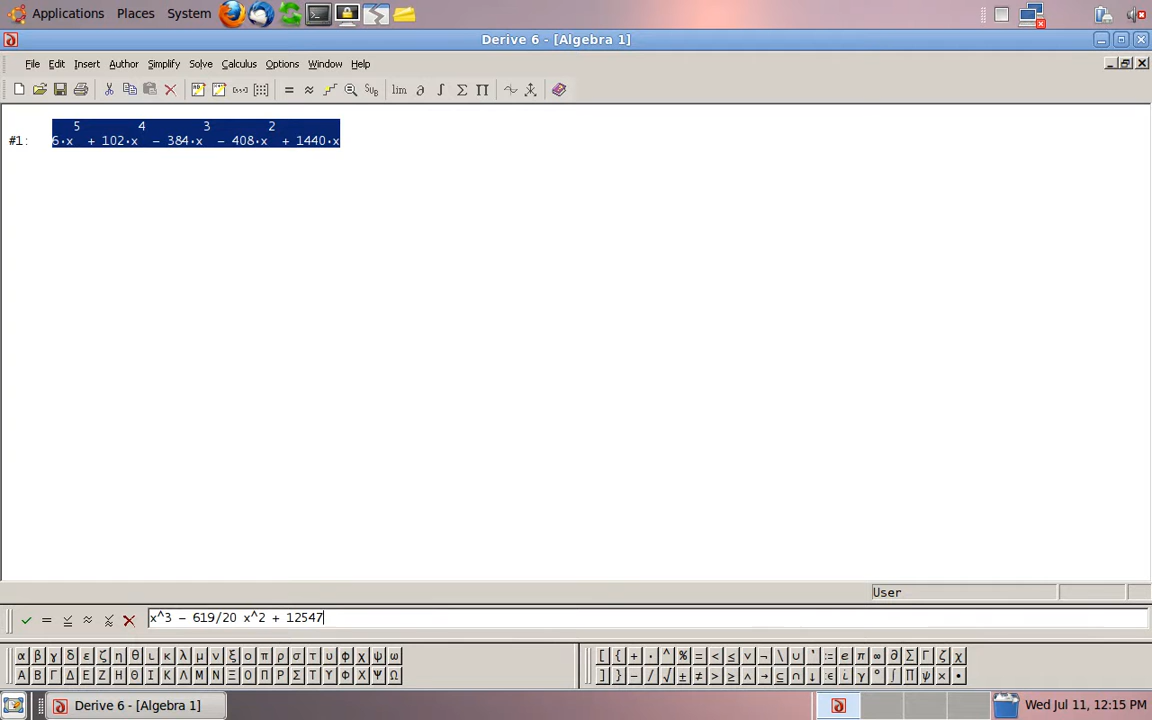 Applications Places System
Derive 6 - [Algebra 1]
File Edit Insert Author Simplify Solve Calculus Options Window Help
= ≈ SUB lim ∂ ∫ Σ Π
5 4 3 2
#1: 6·x + 102·x - 384·x - 408·x + 1440·x
User
= ≈ x^3 - 619/20 x^2 + 12547
α β γ δ ε ζ η θ ι κ λ μ ν ξ ο π ρ σ τ υ φ χ ψ ω [ { + · ^ % = < ≤ ∨ ¬ \ ∪ ' := e π ∞ ∂ Σ Γ ζ χ
Α Β Γ Δ Ε Ζ Η Θ Ι Κ Λ Μ Ν Ξ Ο Π Ρ Σ Τ Υ Φ Χ Ψ Ω ] } - / √ ± ≠ > ≥ ∧ × ⊆ ∩ ↓ ϵ i γ ° ∫ Π ψ × •
Derive 6 - [Algebra 1] Wed Jul 11, 12:15 PM